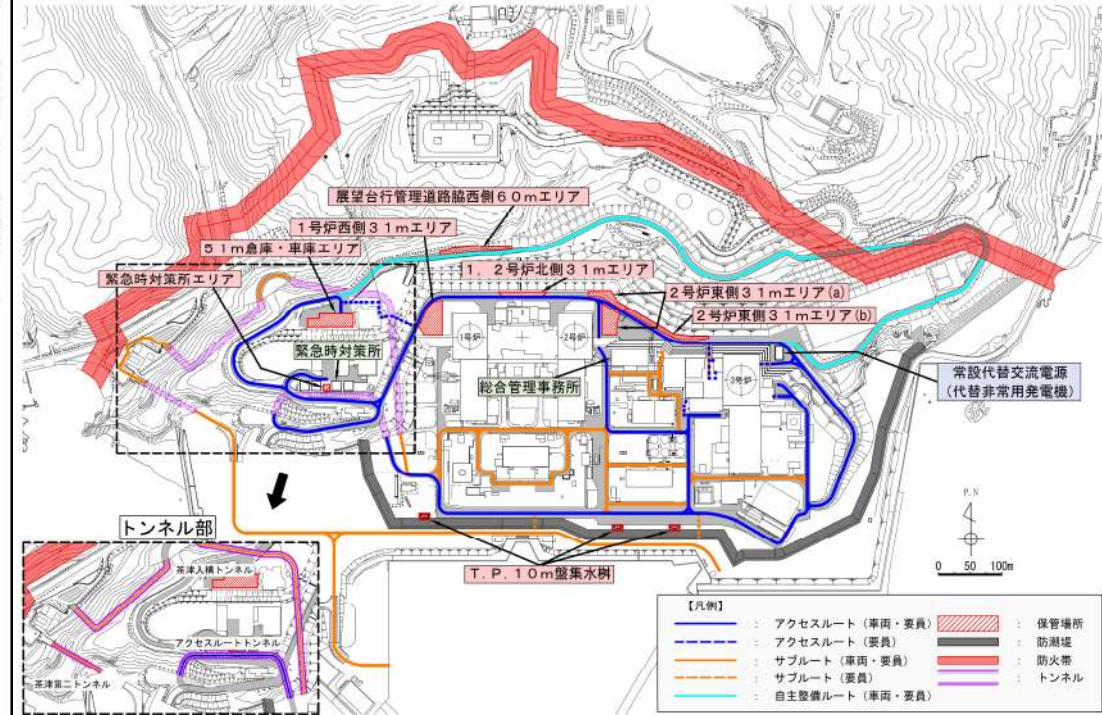 展望台行管理道路脇西側60mエリア
1号炉西側31mエリア
51m倉庫・車庫エリア
緊急時対策所エリア
1,2号炉北側31mエリア
2号炉東側31mエリア(a)
2号炉東側31mエリア(b)
1号炉
2号炉
3号炉
緊急時対策所
総合管理事務所
常設代替交流電源
(代替非常用発電機)
トンネル部
茶津入構トンネル
アクセスルートトンネル
茶津第二トンネル
T.P.10m盤集水桝
P.N
0 50 100m
【凡例】
: アクセスルート(車両・要員)
: アクセスルート(要員)
: サブルート(車両・要員)
: サブルート(要員)
: 自主整備ルート(車両・要員)
: 保管場所
: 防潮堤
: 防火帯
: トンネル